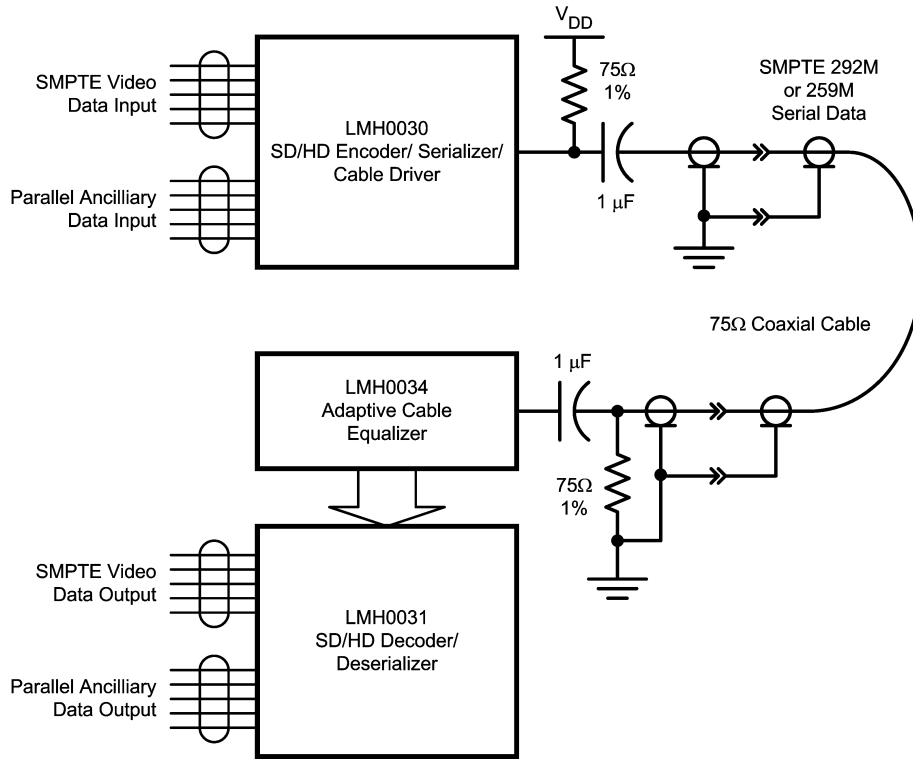 V_DD
75Ω
1%
SMPTE 292M
or 259M
Serial Data
SMPTE Video
Data Input
LMH0030
SD/HD Encoder/ Serializer/
Cable Driver
1 μF
Parallel Ancilliary
Data Input
75Ω Coaxial Cable
1 μF
LMH0034
Adaptive Cable
Equalizer
75Ω
1%
SMPTE Video
Data Output
LMH0031
SD/HD Decoder/
Deserializer
Parallel Ancilliary
Data Output